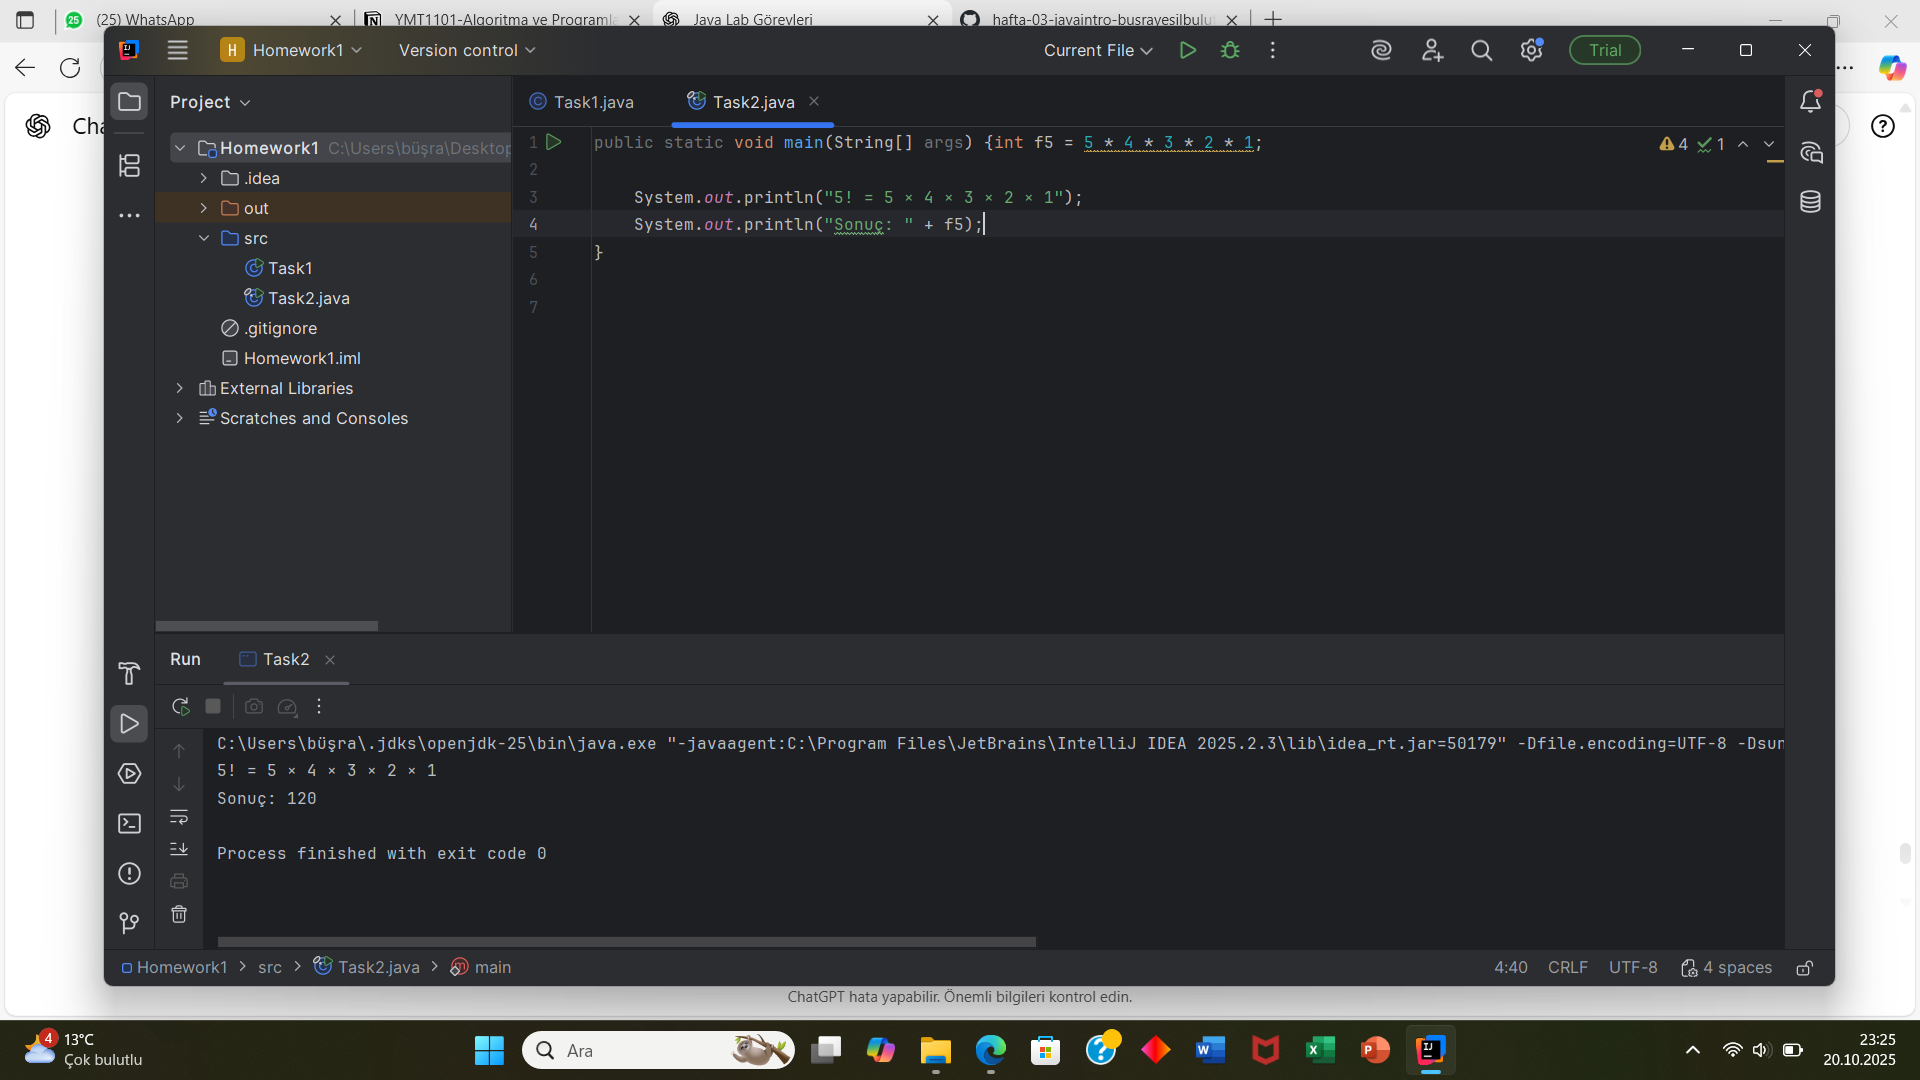 (25) WhatsApp
YMT1101-Algoritma ve Programla
Java Lab Görevleri
hafta-03-javaintro-busrayesilbulut
H Homework1
Version control
Current File
Trial
Cha
Project
Task1.java
Task2.java
Homework1 C:\Users\büşra\Desktop
.idea
out
src
Task1
Task2.java
.gitignore
Homework1.iml
External Libraries
Scratches and Consoles
1 public static void main(String[] args) {int f5 = 5 * 4 * 3 * 2 * 1;
2
3 System.out.println("5! = 5 × 4 × 3 × 2 × 1");
4 System.out.println("Sonuç: " + f5);
5 }
6
7
4 1
Run
Task2
C:\Users\büşra\.jdks\openjdk-25\bin\java.exe "-javaagent:C:\Program Files\JetBrains\IntelliJ IDEA 2025.2.3\lib\idea_rt.jar=50179" -Dfile.encoding=UTF-8 -Dsun
5! = 5 × 4 × 3 × 2 × 1
Sonuç: 120
Process finished with exit code 0
Homework1 > src > Task2.java > main
4:40 CRLF UTF-8 4 spaces
ChatGPT hata yapabilir. Önemli bilgileri kontrol edin.
4
13°C
Çok bulutlu
Ara
23:25
20.10.2025